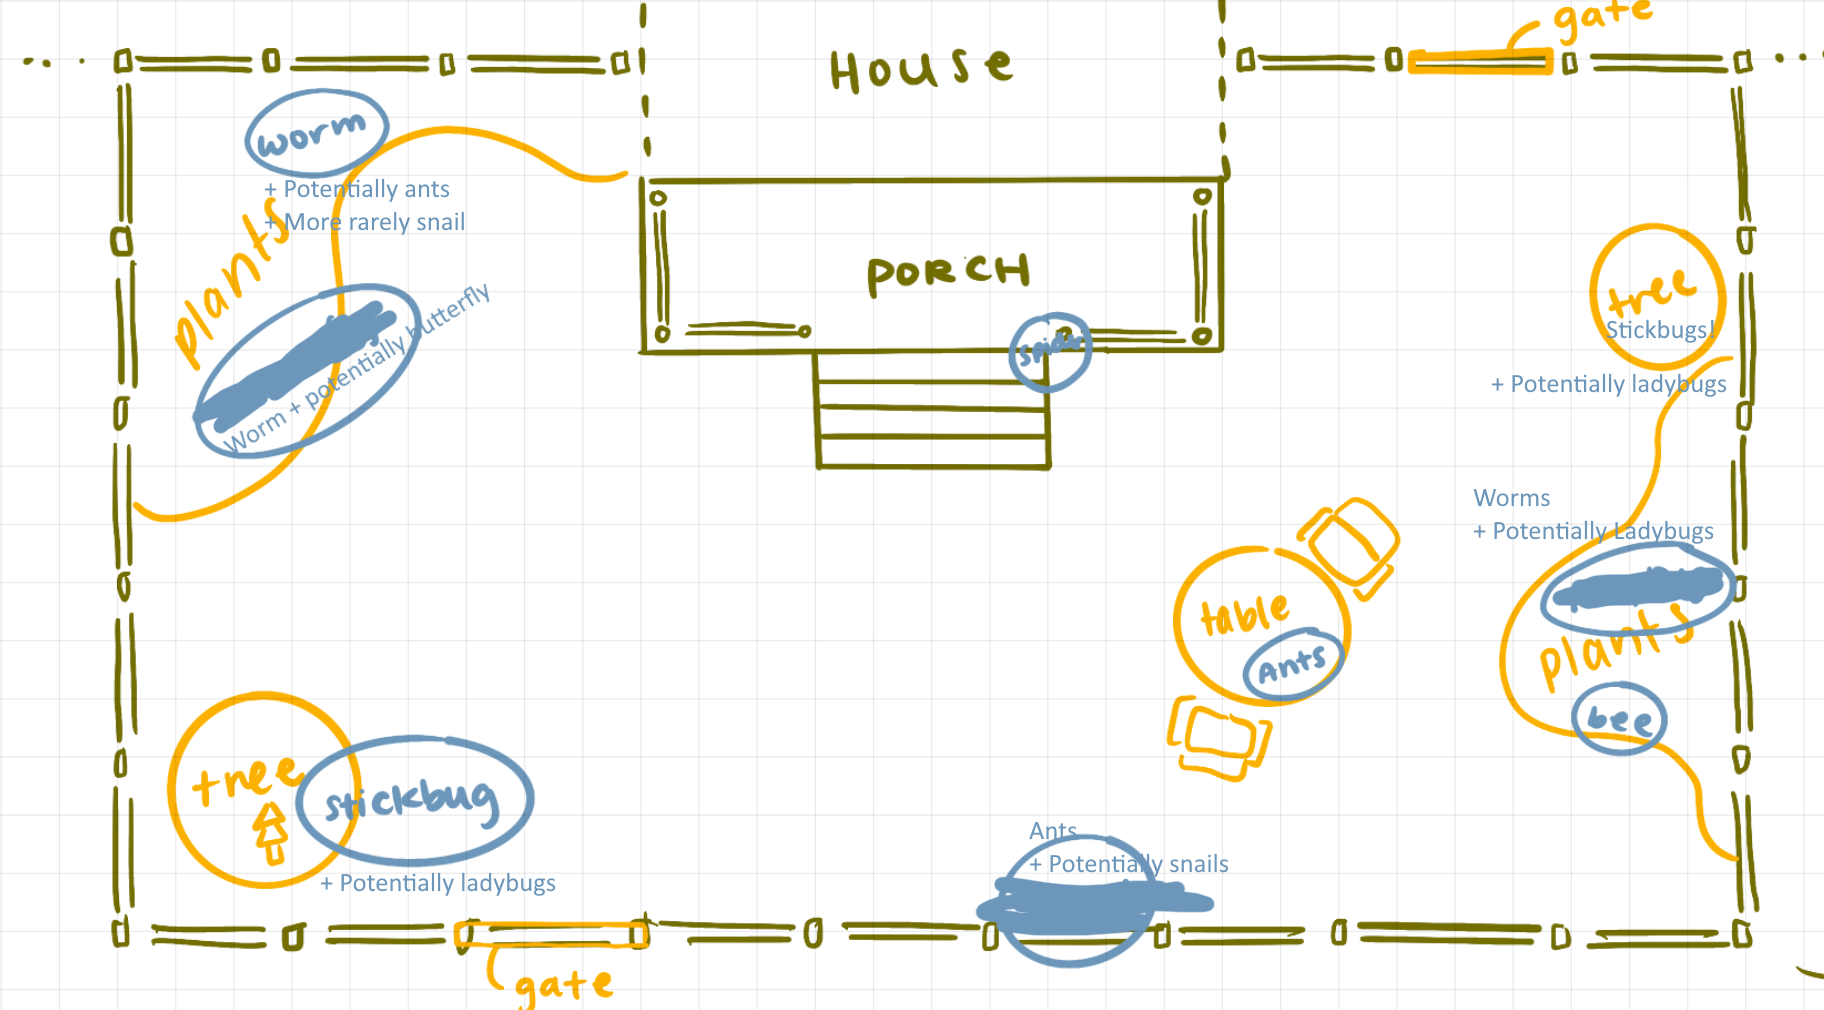 gate
HOUSE
worm
+ Potentially ants
+ More rarely snail
plants
PORCH
tree
Stickbugs!
+ Potentially ladybugs
Worm + potentially butterfly
Worms
+ Potentially Ladybugs
table
Ants
plants
bee
tree
stickbug
+ Potentially ladybugs
Ants
+ Potentially snails
gate